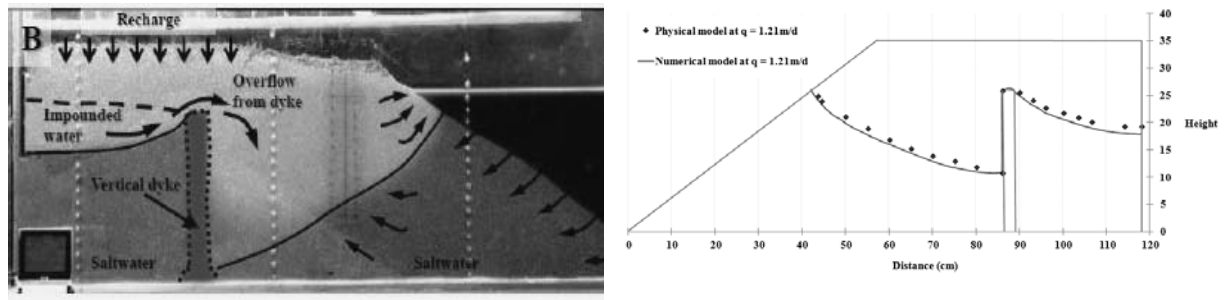 B
Recharge
Overflow
from dyke
Impounded
water
Vertical dyke
Saltwater
Saltwater
Physical model at q = 1.21m/d
Numerical model at q = 1.21m/d
40
35
30
25
20
15
10
5
0
Height
0 10 20 30 40 50 60 70 80 90 100 110 120
Distance (cm)